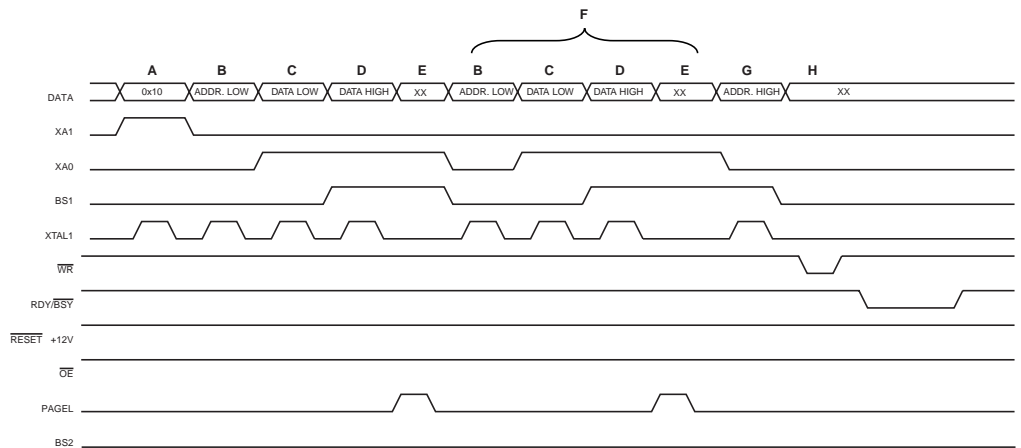 F
A B C D E B C D E G H
DATA 0x10 ADDR. LOW DATA LOW DATA HIGH XX ADDR. LOW DATA LOW DATA HIGH XX ADDR. HIGH XX
XA1
XA0
BS1
XTAL1
WR
RDY/BSY
RESET +12V
OE
PAGEL
BS2